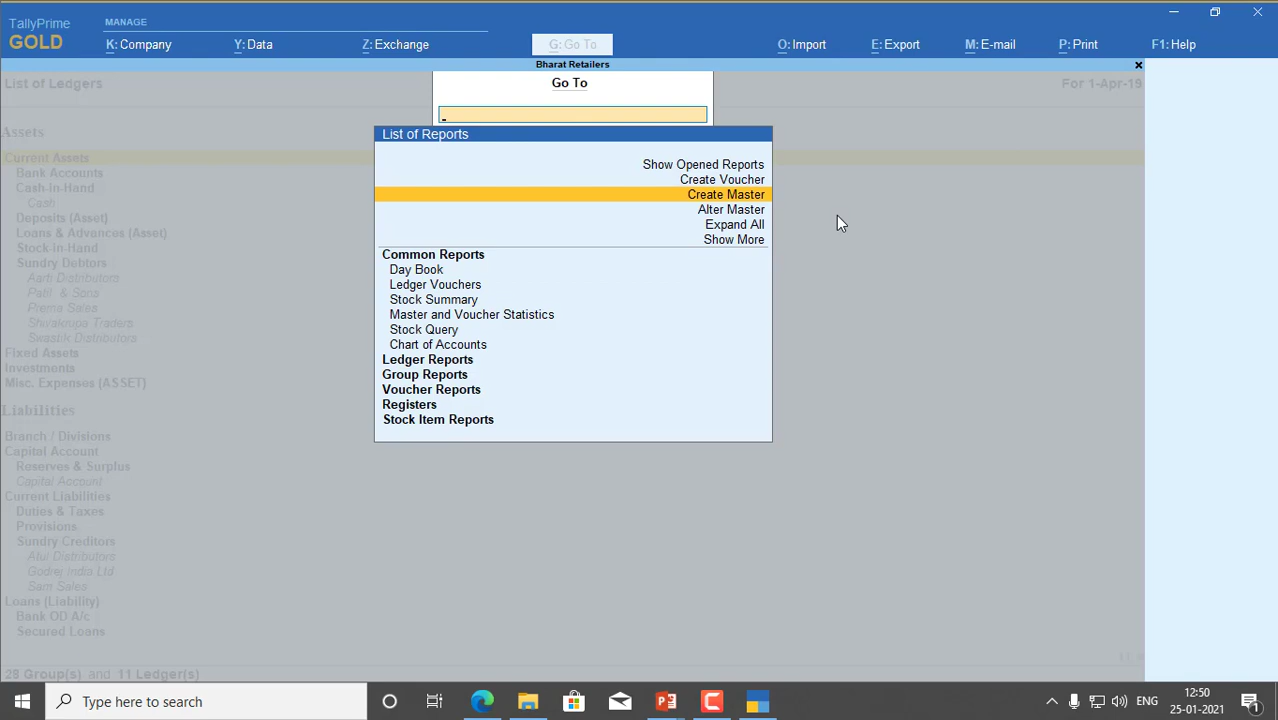 TallyPrime
GOLD
MANAGE
K: Company
Y: Data
Z: Exchange
G: Go To
O: Import
E: Export
M: E-mail
P: Print
F1: Help
Bharat Retailers
List of Ledgers
For 1-Apr-19
Go To
List of Reports
Show Opened Reports
Create Voucher
Create Master
Alter Master
Expand All
Show More
Common Reports
Day Book
Ledger Vouchers
Stock Summary
Master and Voucher Statistics
Stock Query
Chart of Accounts
Ledger Reports
Group Reports
Voucher Reports
Registers
Stock Item Reports
Assets
Current Assets
Bank Accounts
Cash-in-Hand
Cash
Deposits (Asset)
Loans & Advances (Asset)
Stock-in-Hand
Sundry Debtors
Aarti Distributors
Patil & Sons
Prema Sales
Shivakrupa Traders
Swastik Distributors
Fixed Assets
Investments
Misc. Expenses (ASSET)
Liabilities
Branch / Divisions
Capital Account
Reserves & Surplus
Capital Account
Current Liabilities
Duties & Taxes
Provisions
Sundry Creditors
Atul Distributors
Godrej India Ltd
Sam Sales
Loans (Liability)
Bank OD A/c
Secured Loans
28 Group(s) and 11 Ledger(s)
Type here to search
ENG
12:50
25-01-2021